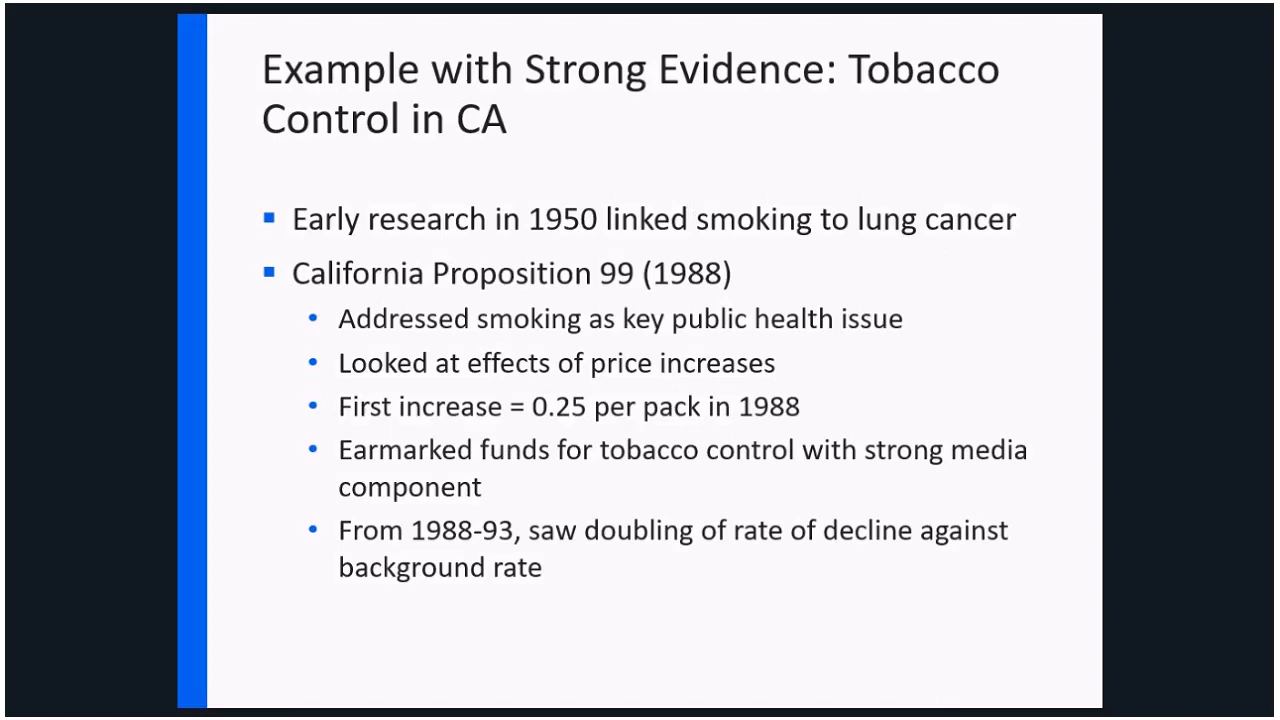 Example with Strong Evidence: Tobacco
Control in CA
▪ Early research in 1950 linked smoking to lung cancer
▪ California Proposition 99 (1988)
• Addressed smoking as key public health issue
• Looked at effects of price increases
• First increase = 0.25 per pack in 1988
• Earmarked funds for tobacco control with strong media
component
• From 1988-93, saw doubling of rate of decline against
background rate